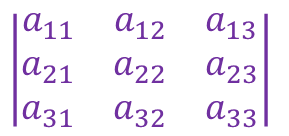 |a₁₁ a₁₂ a₁₃|
|a₂₁ a₂₂ a₂₃|
|a₃₁ a₃₂ a₃₃|